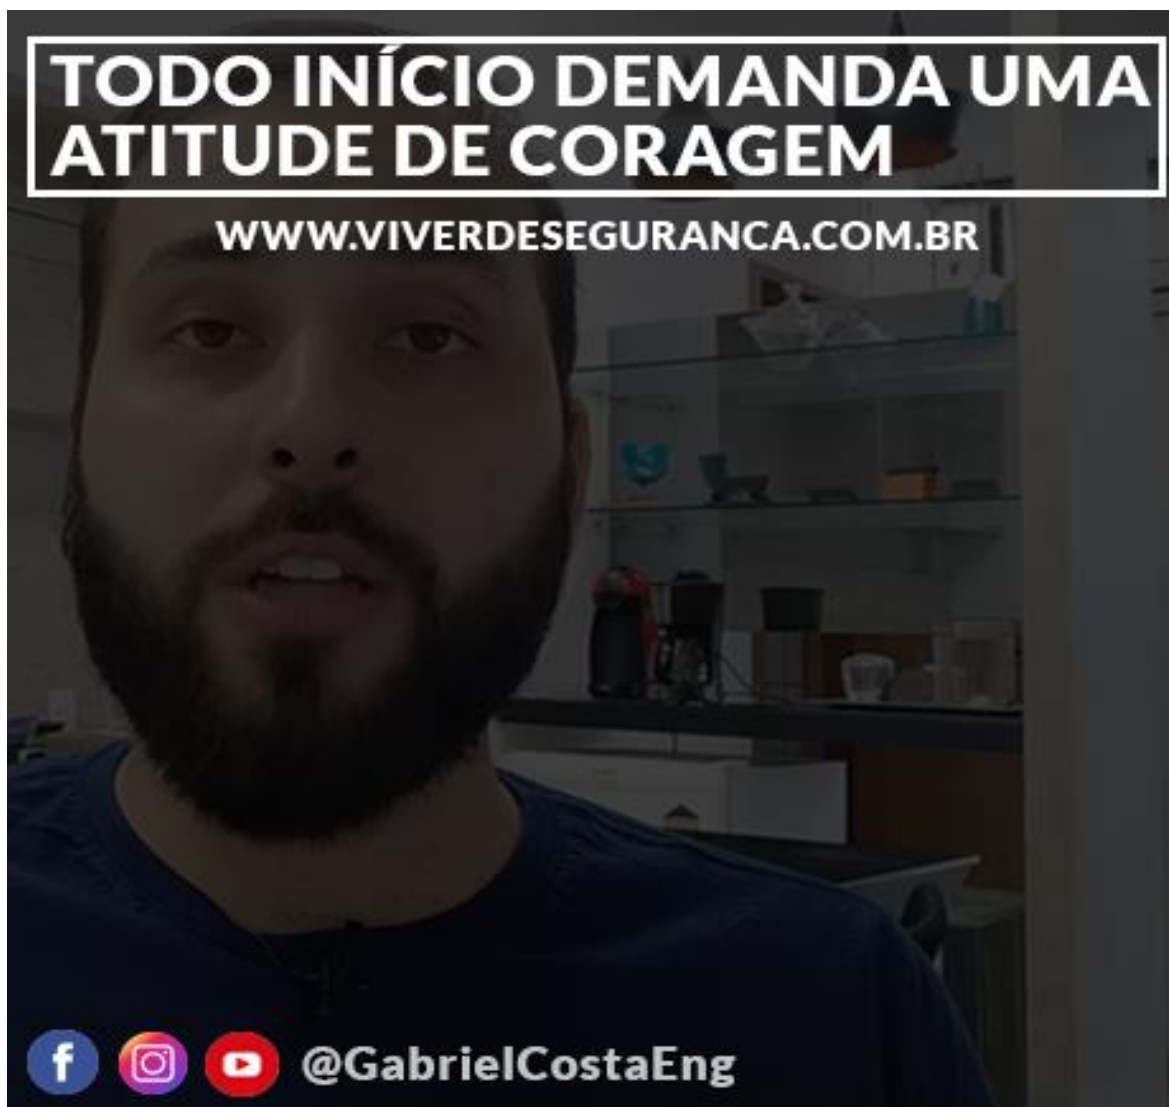 TODO INÍCIO DEMANDA UMA
ATITUDE DE CORAGEM
WWW.VIVERDESEGURANCA.COM.BR
@GabrielCostaEng